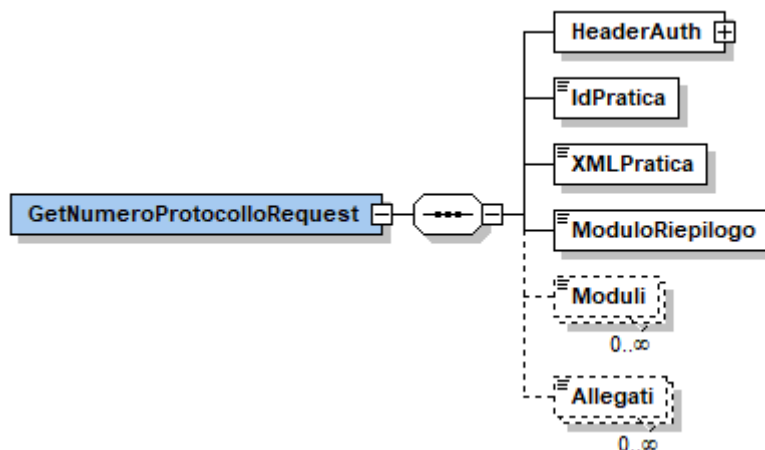 HeaderAuth
IdPratica
XMLPratica
GetNumeroProtocolloRequest
ModuloRiepilogo
Moduli
0..∞
Allegati
0..∞